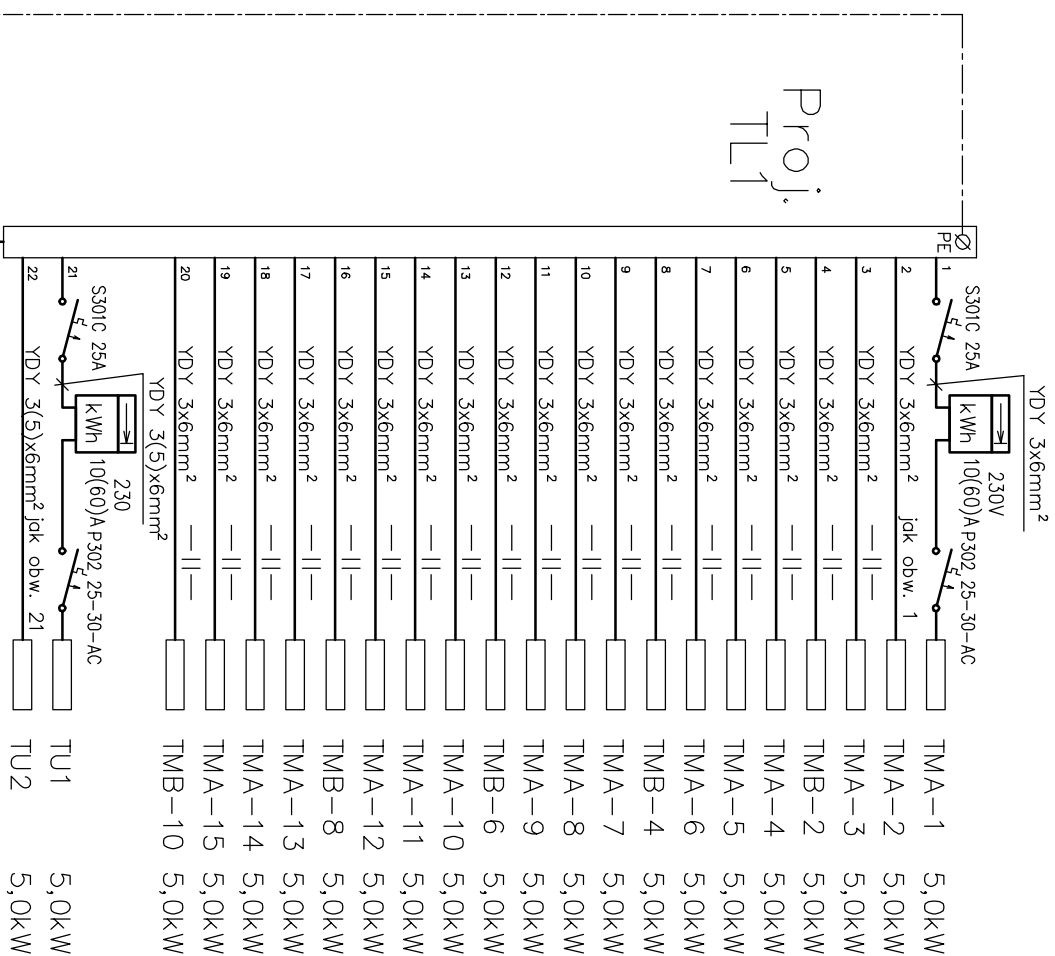 Proj.
TL1
PE
1
S301C 25A
YDY 3x6mm²
kWh
230V
10(60)A
P302 25-30-AC
TMA-1 5,0kW
2
YDY 3x6mm²
jak obw. 1
TMA-2 5,0kW
3
YDY 3x6mm²
—||—
TMA-3 5,0kW
4
YDY 3x6mm²
—||—
TMB-2 5,0kW
5
YDY 3x6mm²
—||—
TMA-4 5,0kW
6
YDY 3x6mm²
—||—
TMA-5 5,0kW
7
YDY 3x6mm²
—||—
TMA-6 5,0kW
8
YDY 3x6mm²
—||—
TMB-4 5,0kW
9
YDY 3x6mm²
—||—
TMA-7 5,0kW
10
YDY 3x6mm²
—||—
TMA-8 5,0kW
11
YDY 3x6mm²
—||—
TMA-9 5,0kW
12
YDY 3x6mm²
—||—
TMB-6 5,0kW
13
YDY 3x6mm²
—||—
TMA-10 5,0kW
14
YDY 3x6mm²
—||—
TMA-11 5,0kW
15
YDY 3x6mm²
—||—
TMA-12 5,0kW
16
YDY 3x6mm²
—||—
TMB-8 5,0kW
17
YDY 3x6mm²
—||—
TMA-13 5,0kW
18
YDY 3x6mm²
—||—
TMA-14 5,0kW
19
YDY 3x6mm²
—||—
TMA-15 5,0kW
20
YDY 3x6mm²
—||—
TMB-10 5,0kW
21
S301C 25A
YDY 3(5)x6mm²
kWh
230
10(60)A
P302 25-30-AC
TU1 5,0kW
22
YDY 3(5)x6mm²
jak obw. 21
TU2 5,0kW